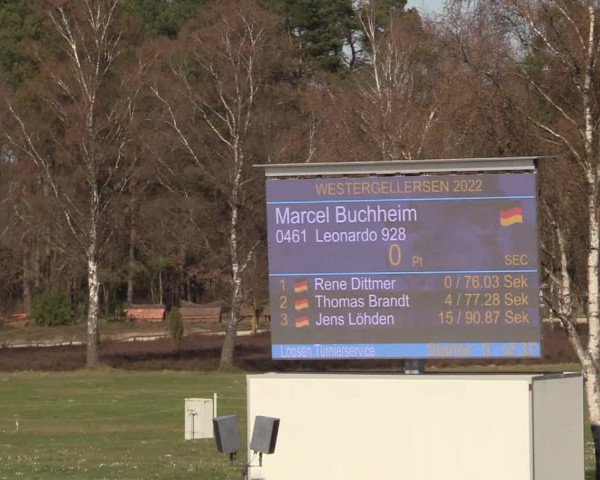 WESTERGELLERSEN 2022
Marcel Buchheim
0461 Leonardo 928
0 Pt SEC
1 Rene Dittmer 0 / 76.03 Sek
2 Thomas Brandt 4 / 77.28 Sek
3 Jens Löhden 15 / 90.87 Sek
Turnierservice Starter